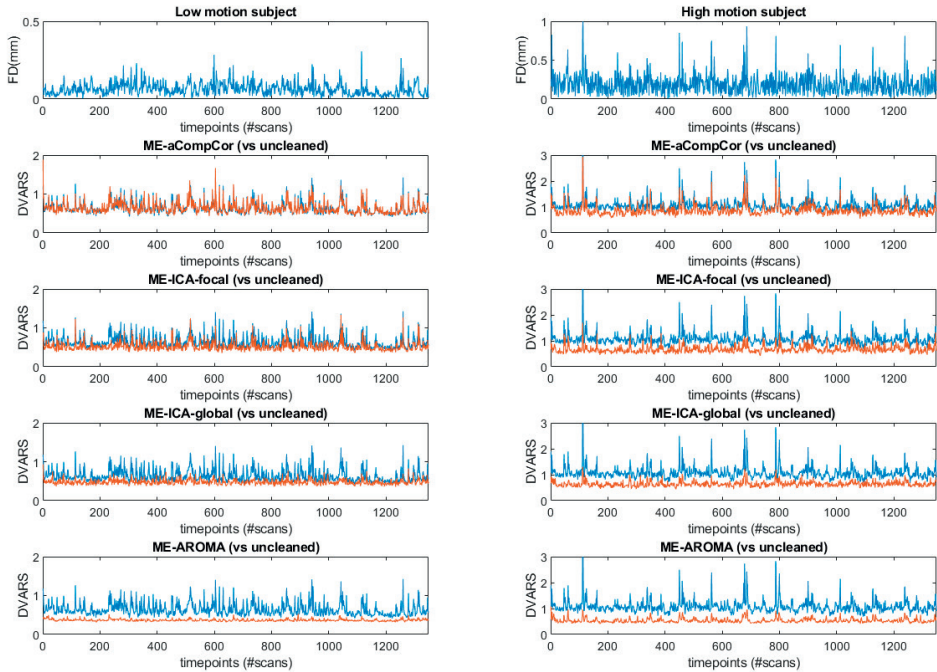 Low motion subject
0.5
0
FD(mm)
0 200 400 600 800 1000 1200
timepoints (#scans)
ME-aCompCor (vs uncleaned)
2
1
0
DVARS
0 200 400 600 800 1000 1200
timepoints (#scans)
ME-ICA-focal (vs uncleaned)
2
1
0
DVARS
0 200 400 600 800 1000 1200
timepoints (#scans)
ME-ICA-global (vs uncleaned)
2
1
0
DVARS
0 200 400 600 800 1000 1200
timepoints (#scans)
ME-AROMA (vs uncleaned)
2
1
0
DVARS
0 200 400 600 800 1000 1200
timepoints (#scans)
High motion subject
1
0.5
0
FD(mm)
0 200 400 600 800 1000 1200
timepoints (#scans)
ME-aCompCor (vs uncleaned)
3
2
1
0
DVARS
0 200 400 600 800 1000 1200
timepoints (#scans)
ME-ICA-focal (vs uncleaned)
3
2
1
0
DVARS
0 200 400 600 800 1000 1200
timepoints (#scans)
ME-ICA-global (vs uncleaned)
3
2
1
0
DVARS
0 200 400 600 800 1000 1200
timepoints (#scans)
ME-AROMA (vs uncleaned)
3
2
1
0
DVARS
0 200 400 600 800 1000 1200
timepoints (#scans)